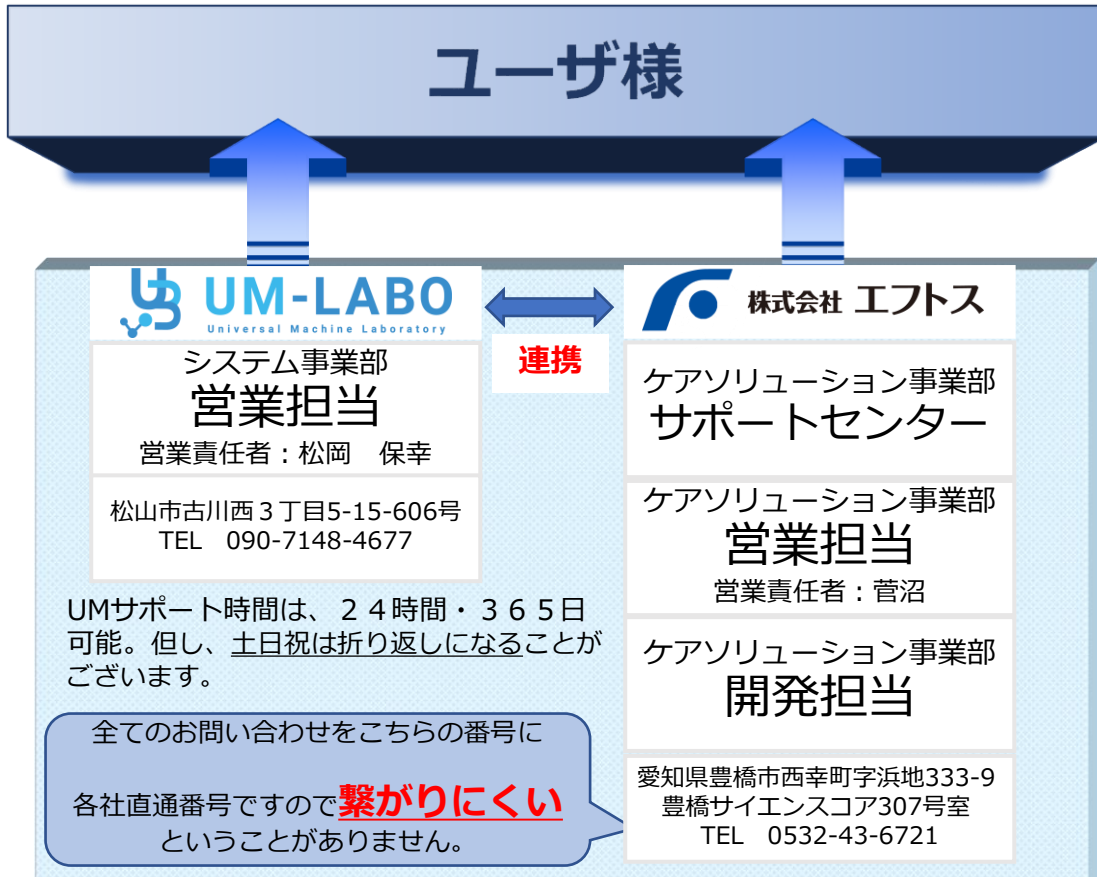 ユーザ様
UM-LABO
Universal Machine Laboratory
システム事業部
営業担当
営業責任者：松岡　保幸
松山市古川西３丁目5-15-606号
TEL　090-7148-4677
連携
株式会社 エフトス
ケアソリューション事業部
サポートセンター
ケアソリューション事業部
営業担当
営業責任者：菅沼
ケアソリューション事業部
開発担当
愛知県豊橋市西幸町字浜地333-9
豊橋サイエンスコア307号室
TEL　0532-43-6721
UMサポート時間は、２４時間・３６５日
可能。但し、土日祝は折り返しになることが
ございます。
全てのお問い合わせをこちらの番号に
各社直通番号ですので繋がりにくい
ということがありません。